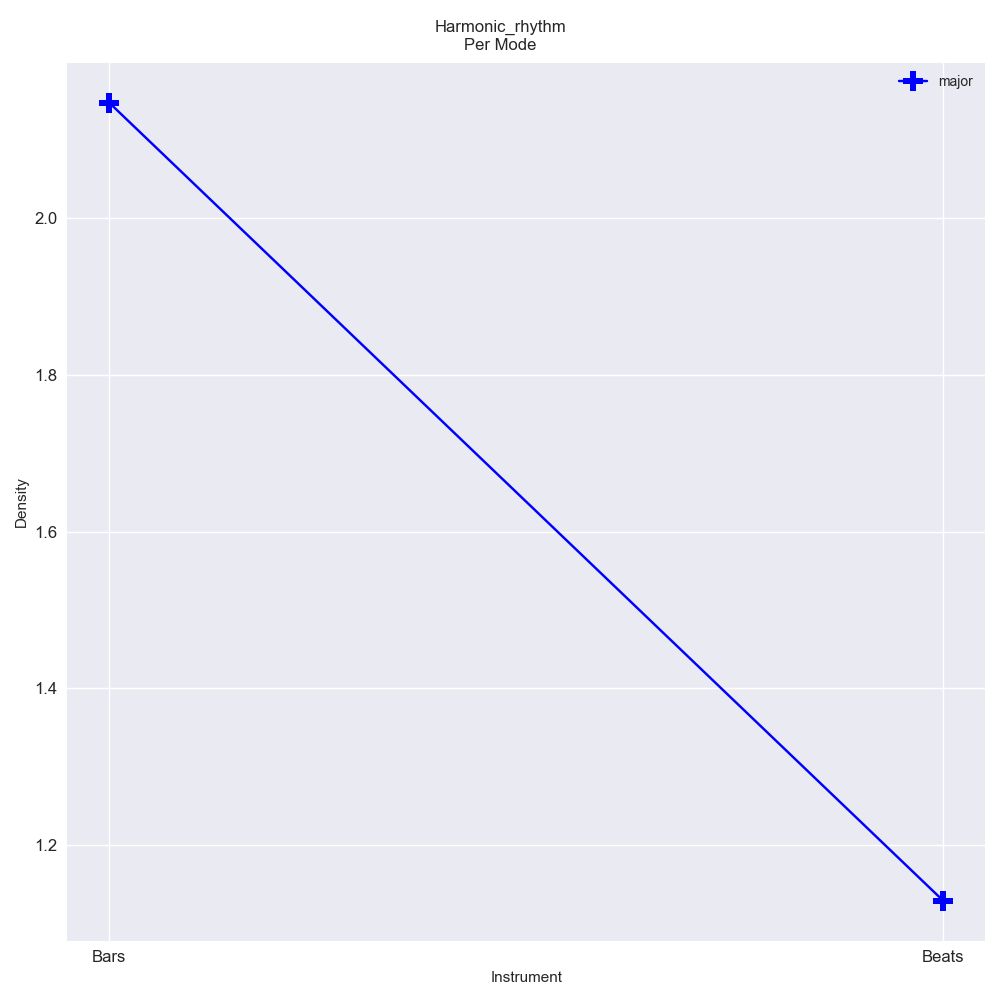 Harmonic_rhythm
Per Mode
major
Density
2.0
1.8
1.6
1.4
1.2
Bars
Beats
Instrument